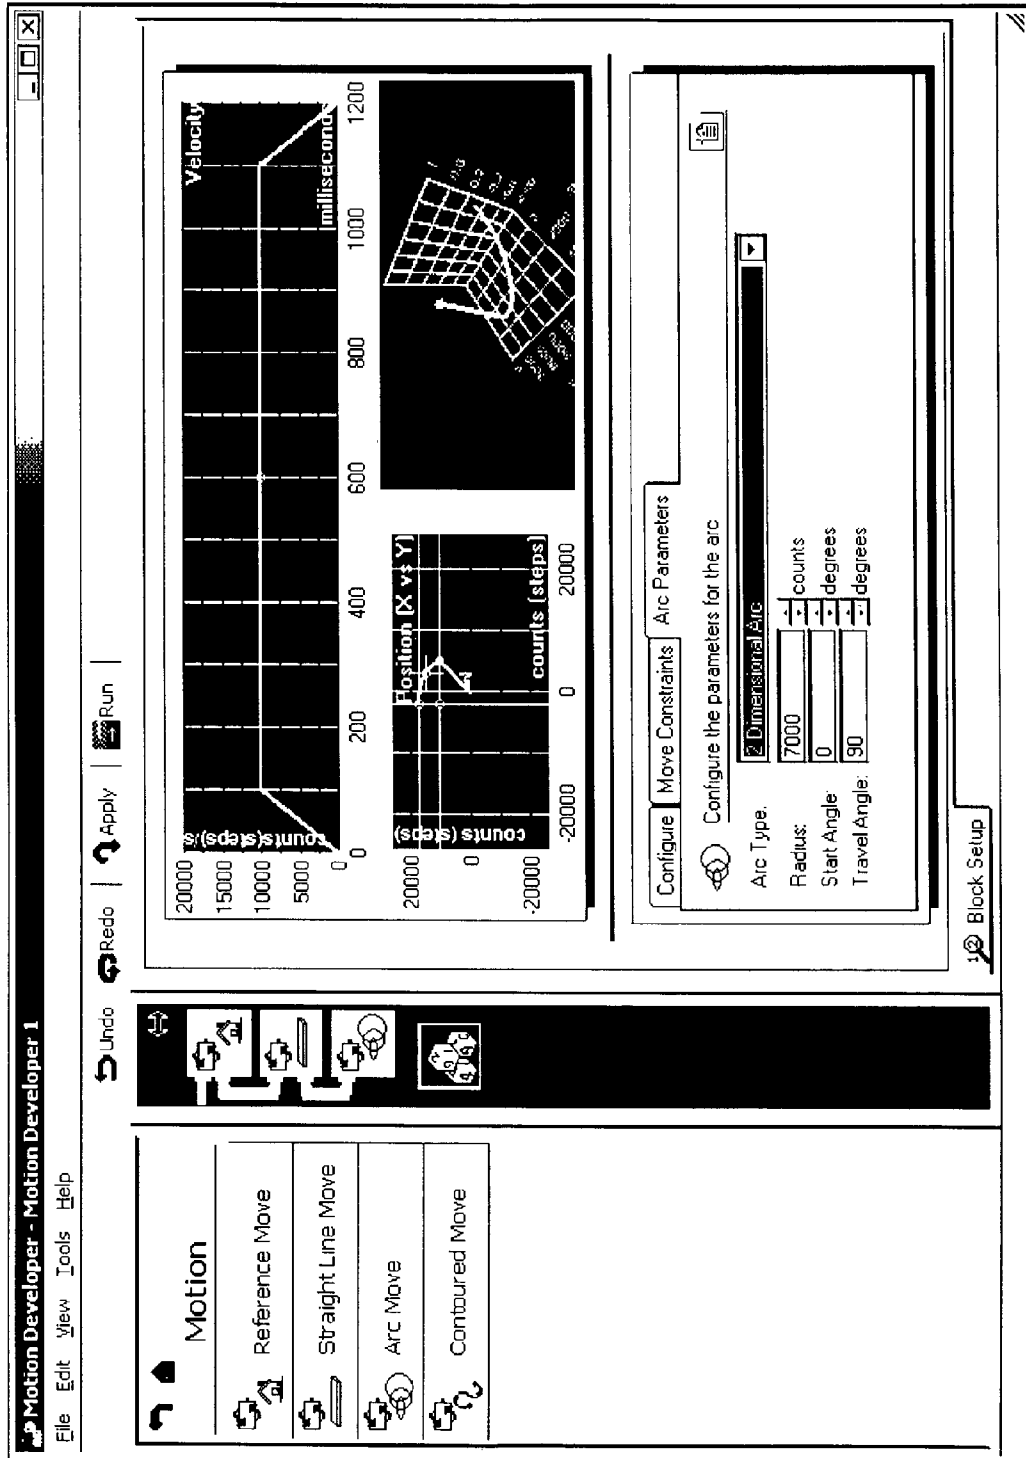 Motion Developer - Motion Developer 1
File Edit View Tools Help
Undo Redo Apply Run
Motion
Reference Move
Straight Line Move
Arc Move
Contoured Move
Velocity
20000
15000
10000
5000
0
counts(steps)/s
milliseconds
0 200 400 600 800 1000 1200
Position (X vs Y)
20000
0
-20000
counts (steps)
counts (steps)
-20000 0 20000
Configure Move Constraints Arc Parameters
Configure the parameters for the arc
Arc Type:
2 Dimensional Arc
Radius: 7000 counts
Start Angle: 0 degrees
Travel Angle: 90 degrees
Block Setup